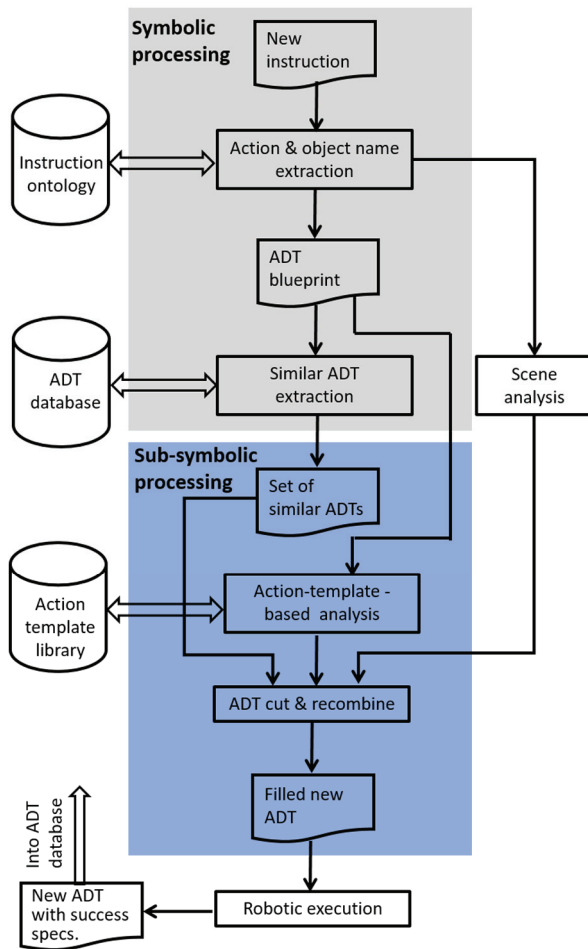 Symbolic
processing
New
instruction
Instruction
ontology
Action & object name
extraction
ADT
blueprint
ADT
database
Similar ADT
extraction
Scene
analysis
Sub-symbolic
processing
Set of
similar ADTs
Action
template
library
Action-template -
based analysis
ADT cut & recombine
Filled new
ADT
Into ADT
database
New ADT
with success
specs.
Robotic execution